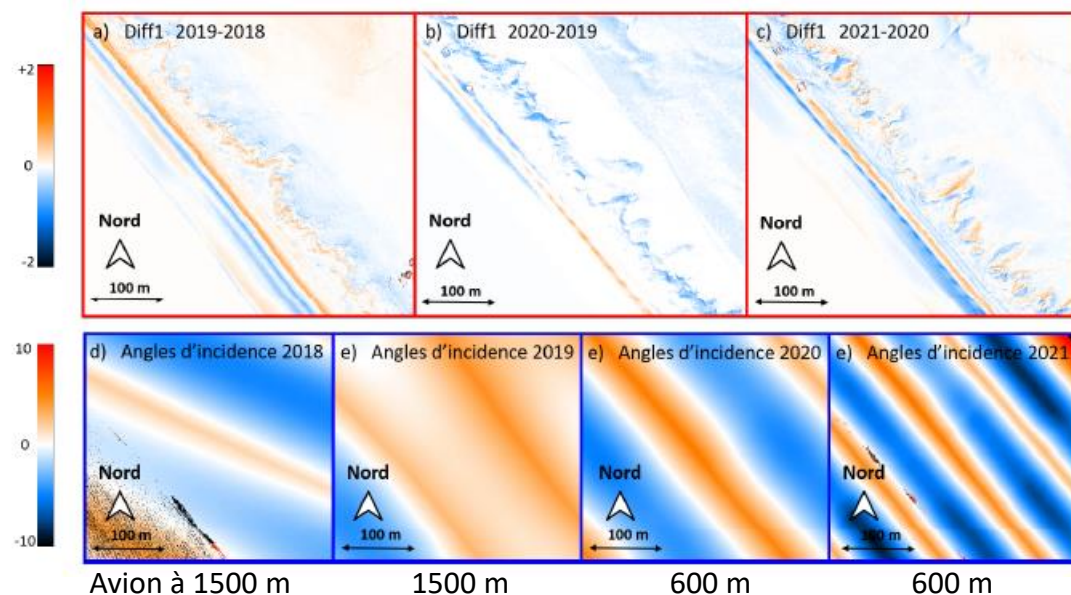 a) Diff1 2019-2018
b) Diff1 2020-2019
c) Diff1 2021-2020
+2
0
-2
Nord
100 m
Nord
100 m
Nord
100 m
d) Angles d'incidence 2018
e) Angles d'incidence 2019
e) Angles d'incidence 2020
e) Angles d'incidence 2021
10
0
-10
Nord
100 m
Nord
100 m
Nord
100 m
Nord
Avion à 1500 m
1500 m
600 m
600 m